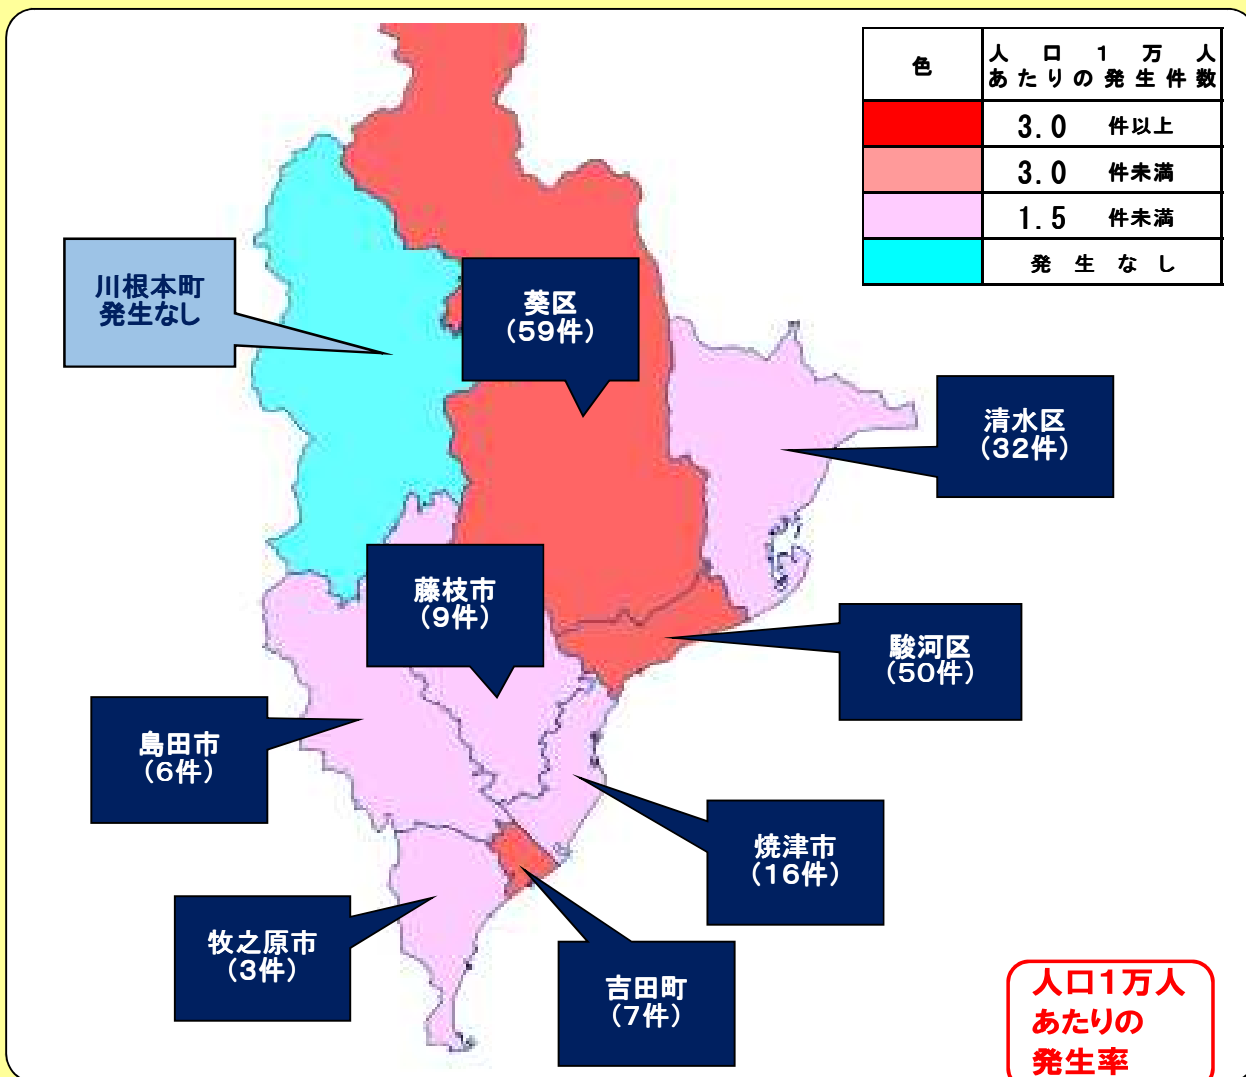 色
人口1万人
あたりの発生件数
3.0 件以上
3.0 件未満
1.5 件未満
発生なし
川根本町
発生なし
葵区
(59件)
清水区
(32件)
藤枝市
(9件)
駿河区
(50件)
島田市
(6件)
焼津市
(16件)
牧之原市
(3件)
吉田町
(7件)
人口1万人
あたりの
発生率